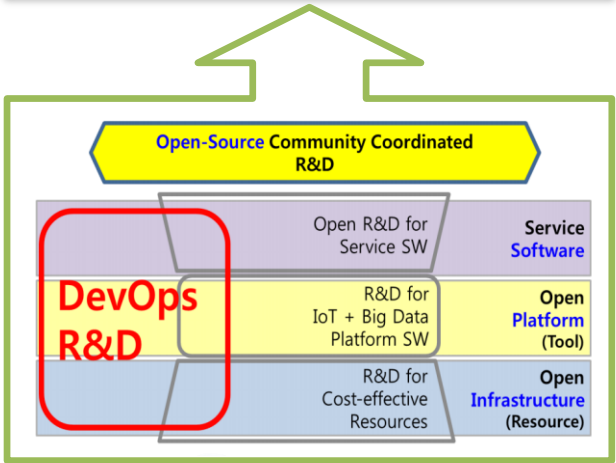 Open-Source Community Coordinated
R&D
Open R&D for
Service SW
Service
Software
DevOps
R&D
R&D for
IoT + Big Data
Platform SW
Open
Platform
(Tool)
R&D for
Cost-effective
Resources
Open
Infrastructure
(Resource)